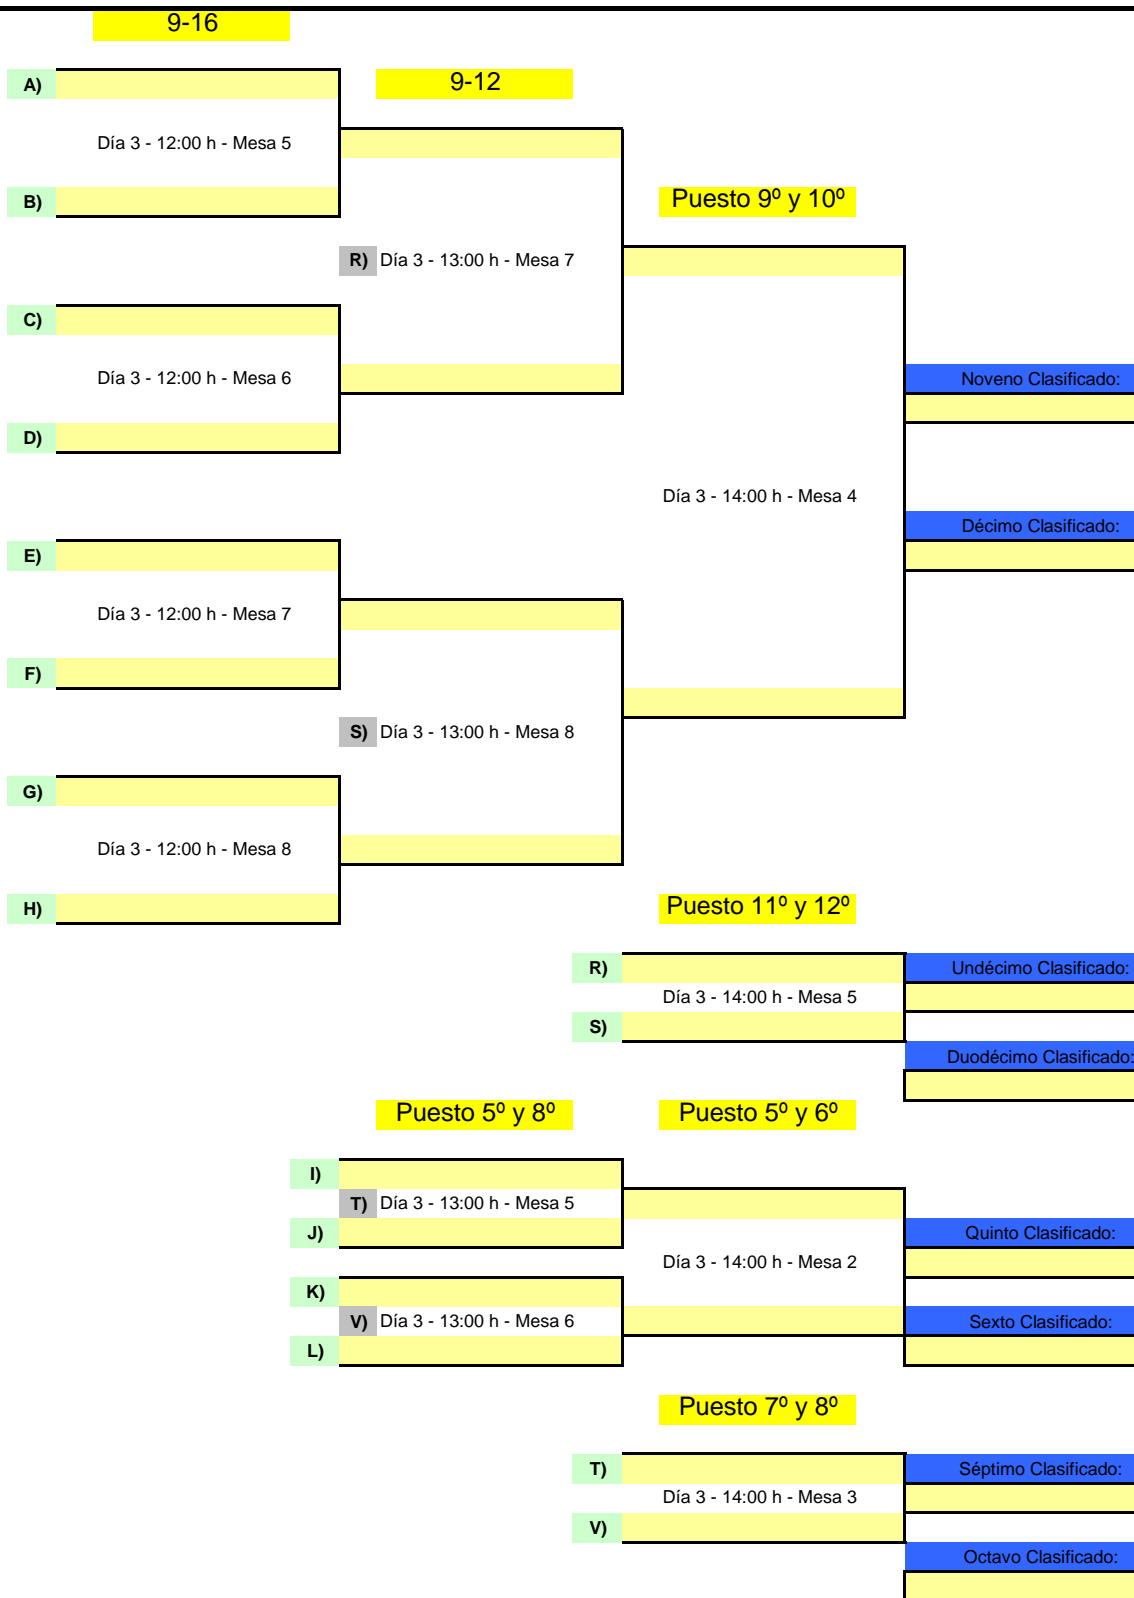 9-16
A)
9-12
Día 3 - 12:00 h - Mesa 5
B)
Puesto 9º y 10º
R) Día 3 - 13:00 h - Mesa 7
C)
Día 3 - 12:00 h - Mesa 6
Noveno Clasificado:
D)
Día 3 - 14:00 h - Mesa 4
Décimo Clasificado:
E)
Día 3 - 12:00 h - Mesa 7
F)
S) Día 3 - 13:00 h - Mesa 8
G)
Día 3 - 12:00 h - Mesa 8
H)
Puesto 11º y 12º
R)
Undécimo Clasificado:
Día 3 - 14:00 h - Mesa 5
S)
Duodécimo Clasificado:
Puesto 5º y 8º
Puesto 5º y 6º
I)
T) Día 3 - 13:00 h - Mesa 5
J)
Quinto Clasificado:
Día 3 - 14:00 h - Mesa 2
K)
V) Día 3 - 13:00 h - Mesa 6
Sexto Clasificado:
L)
Puesto 7º y 8º
T)
Séptimo Clasificado:
Día 3 - 14:00 h - Mesa 3
V)
Octavo Clasificado: